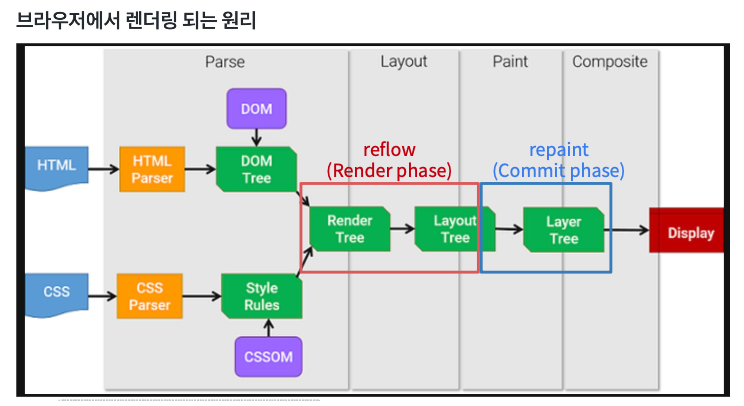 브라우저에서 렌더링 되는 원리
Parse
Layout
Paint
Composite
DOM
reflow
(Render phase)
repaint
(Commit phase)
HTML
HTML
Parser
DOM
Tree
Render
Tree
Layout
Tree
Layer
Tree
Display
CSS
CSS
Parser
Style
Rules
CSSOM